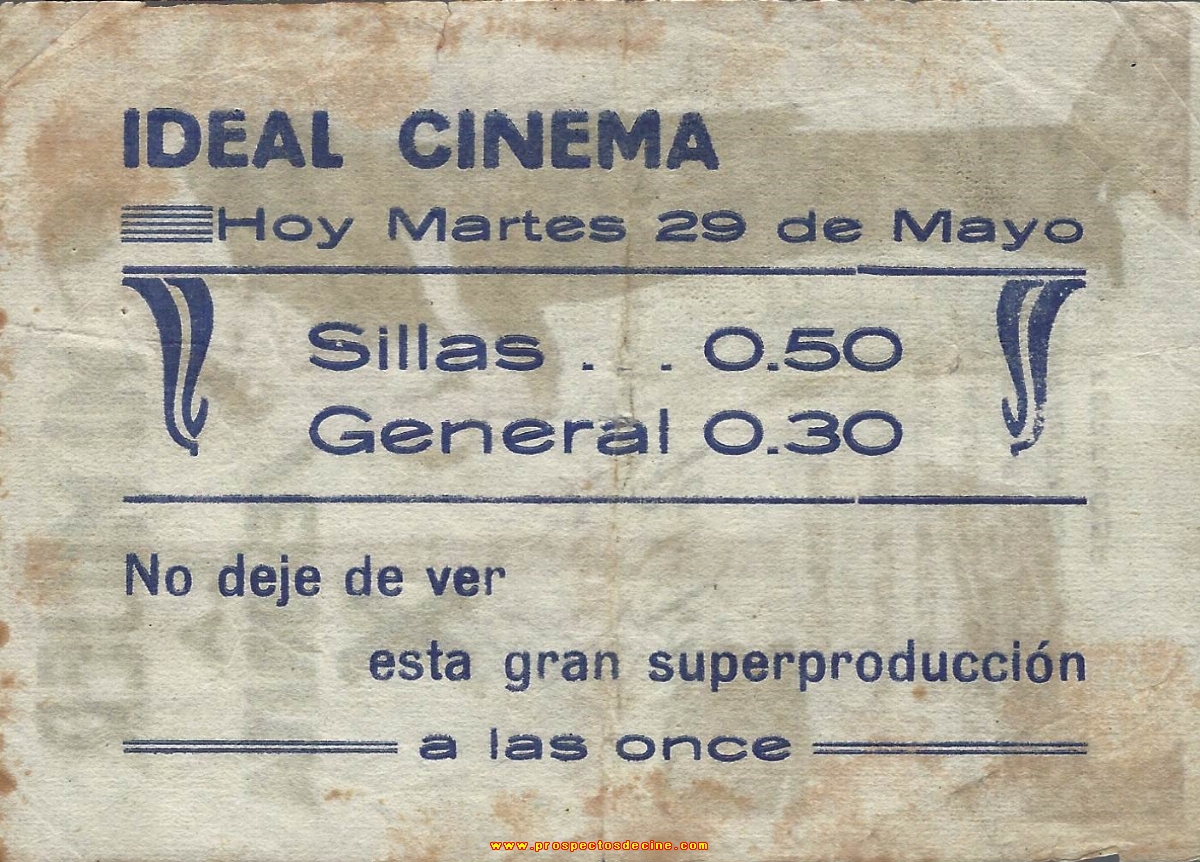 IDEAL CINEMA
Hoy Martes 29 de Mayo
Sillas . . . 0.50
General 0.30
No deje de ver
esta gran superproducción
a las once
www.prospectosdecine.com